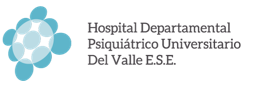 Hospital Departamental
Psiquiátrico Universitario
Del Valle E.S.E.